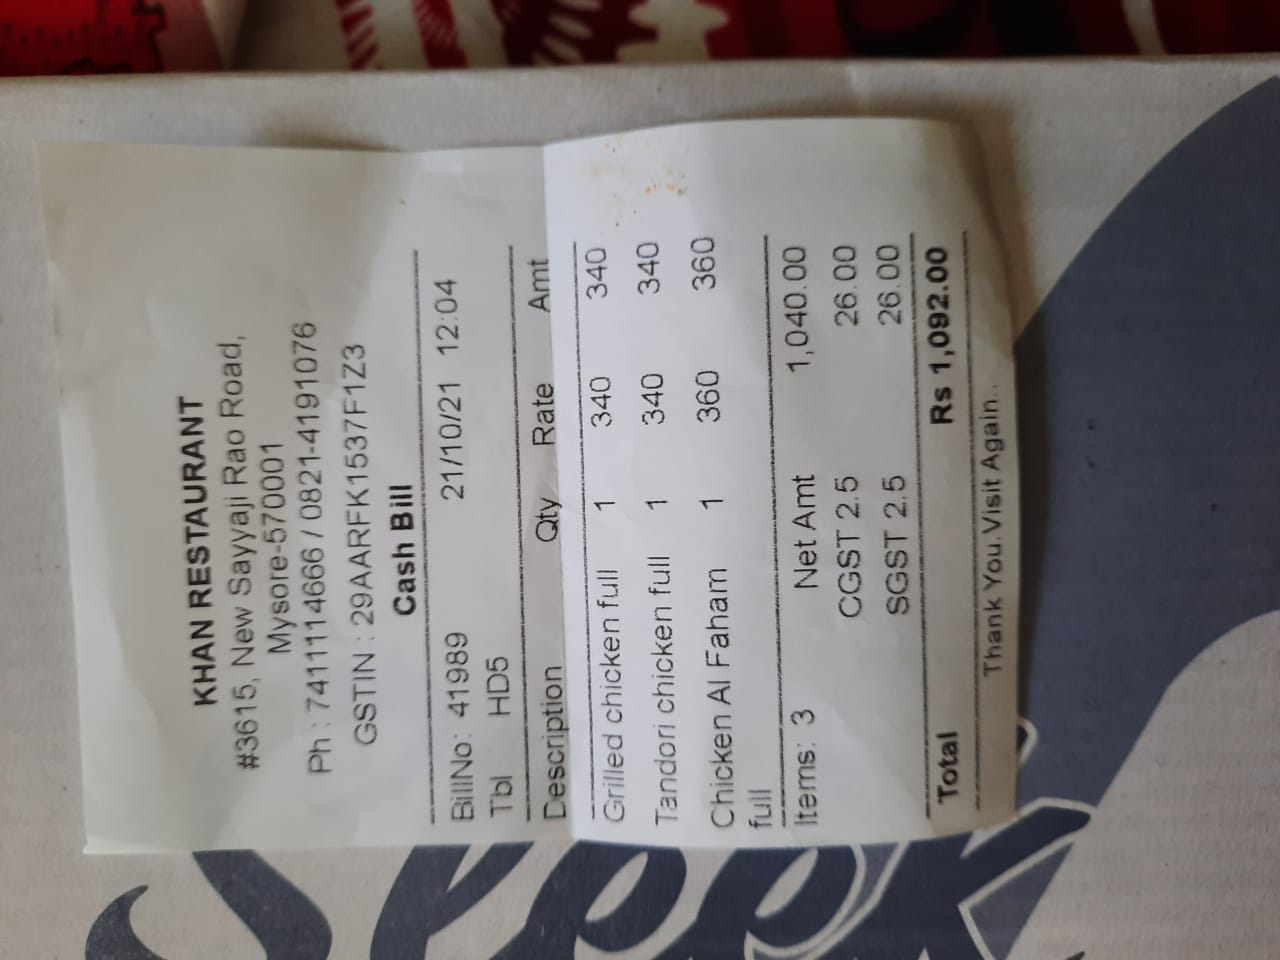 KHAN RESTAURANT
#3615, New Sayyaji Rao Road,
Mysore-570001
Ph : 7411114666 / 0821-4191076
GSTIN : 29AARFK1537F1Z3
Cash Bill
BillNo: 41989 21/10/21 12:04
Tbl HD5
Description Qty Rate Amt
Grilled chicken full 1 340 340
Tandori chicken full 1 340 340
Chicken Al Faham 1 360 360
full
Items: 3 Net Amt 1,040.00
CGST 2.5 26.00
SGST 2.5 26.00
Total Rs 1,092.00
Thank You.Visit Again..